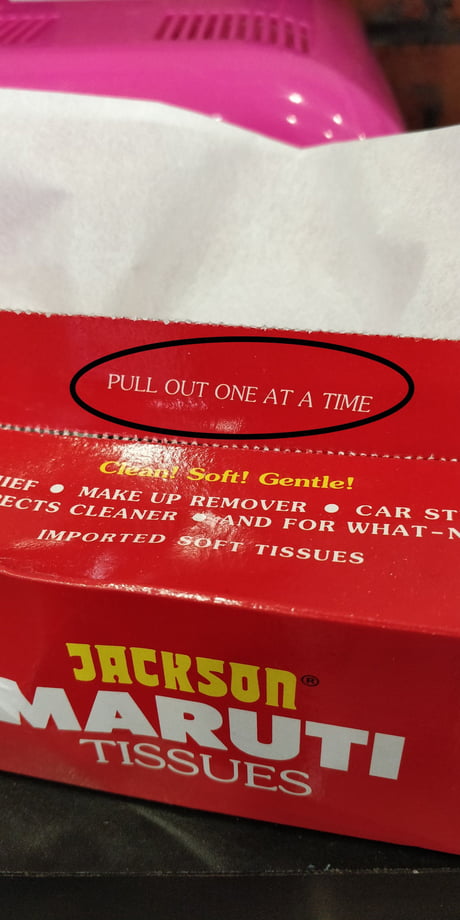 PULL OUT ONE AT A TIME
Clean! Soft! Gentle!
● MAKE UP REMOVER ● CAR
CLEANER ● AND FOR
IMPORTED SOFT TISSUES
JACKSON®
MARUTI
TISSUES